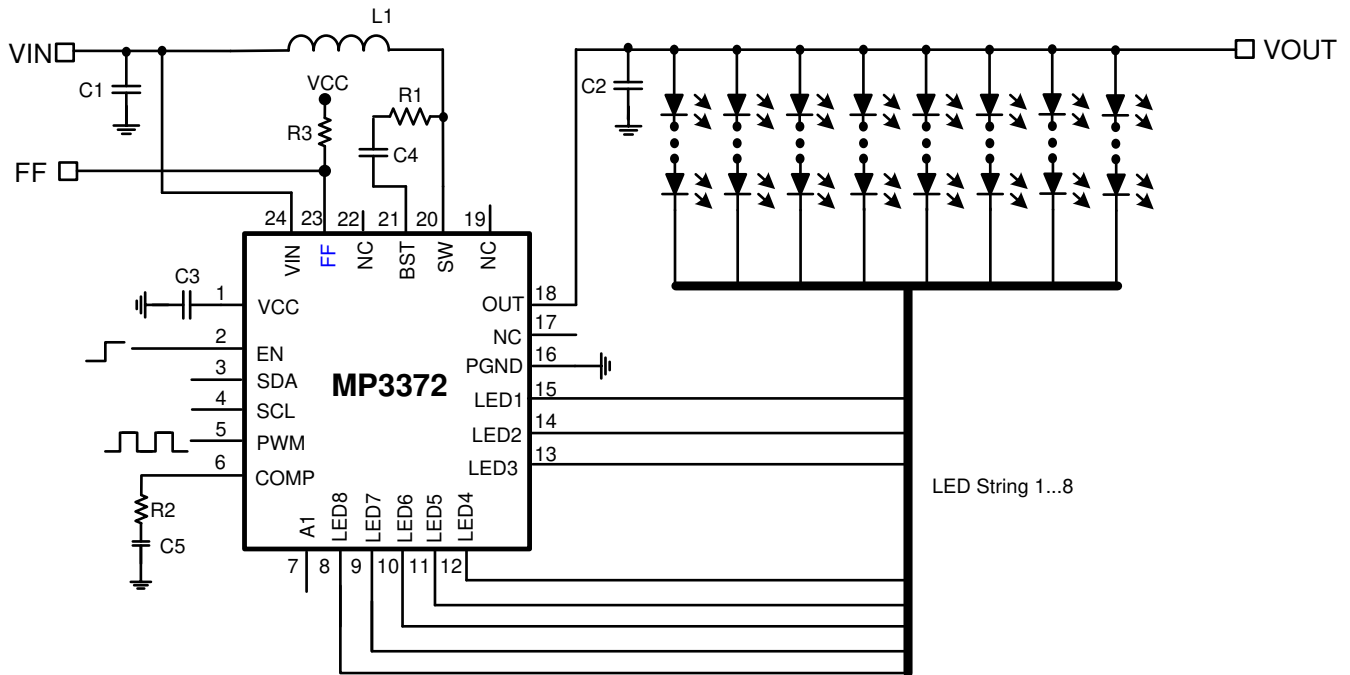 L1
VIN
VOUT
C1
VCC
R1
C2
R3
C4
FF
24 23 22 21 20 19
VIN FF NC BST SW NC
C3
1 VCC
2 EN
3 SDA
4 SCL
5 PWM
6 COMP
R2
C5
MP3372
OUT 18
NC 17
PGND 16
LED1 15
LED2 14
LED3 13
A1 LED8 LED7 LED6 LED5 LED4
7 8 9 10 11 12
LED String 1...8